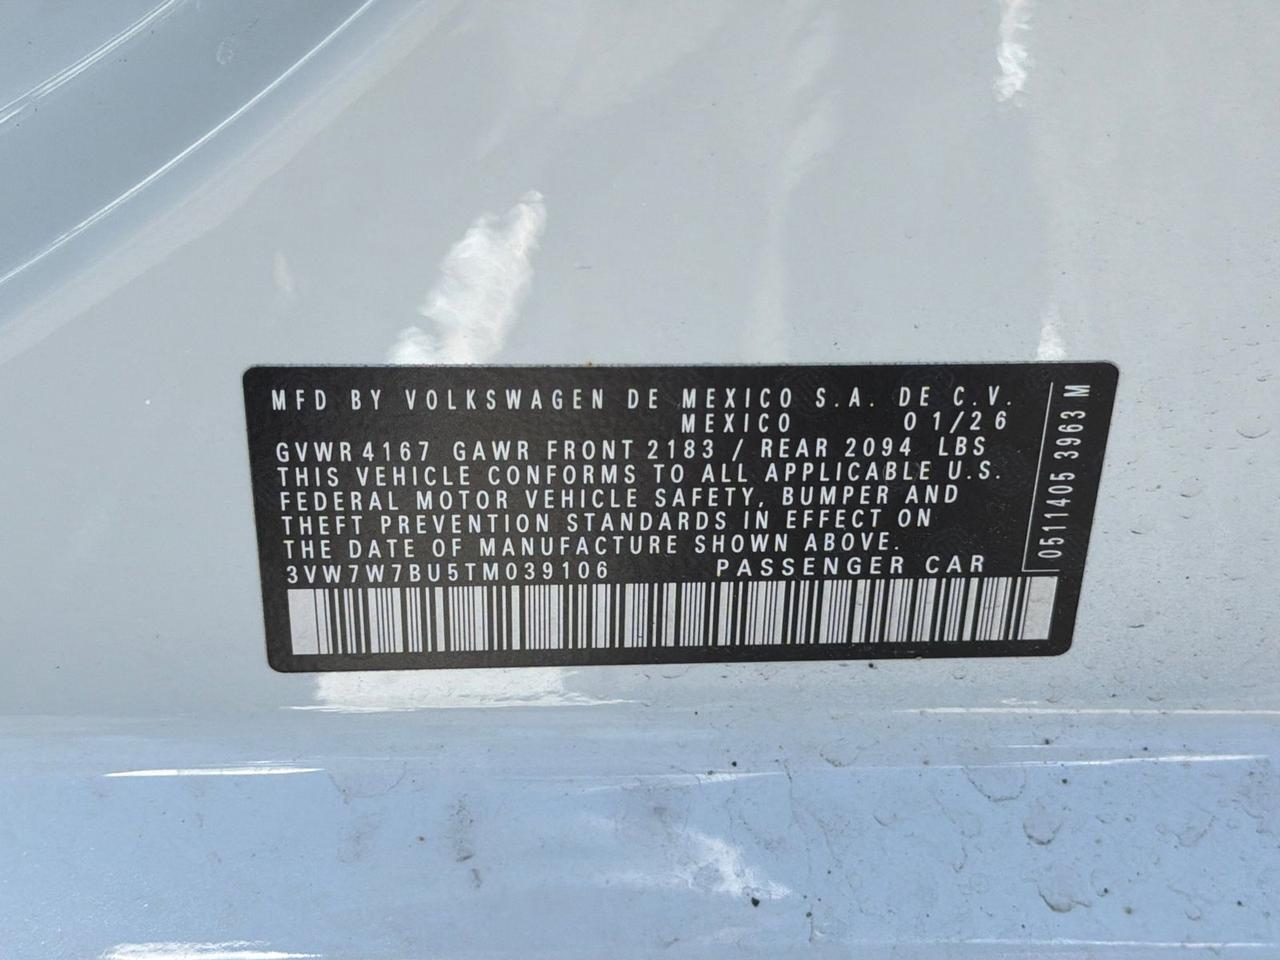 MFD BY VOLKSWAGEN DE MEXICO S.A. DE C.V.
MEXICO 01/26
GVWR 4167 GAWR FRONT 2183 / REAR 2094 LBS
THIS VEHICLE CONFORMS TO ALL APPLICABLE U.S.
FEDERAL MOTOR VEHICLE SAFETY, BUMPER AND
THEFT PREVENTION STANDARDS IN EFFECT ON
THE DATE OF MANUFACTURE SHOWN ABOVE.
3VW7W7BU5TM039106 PASSENGER CAR
0511405 3963 M